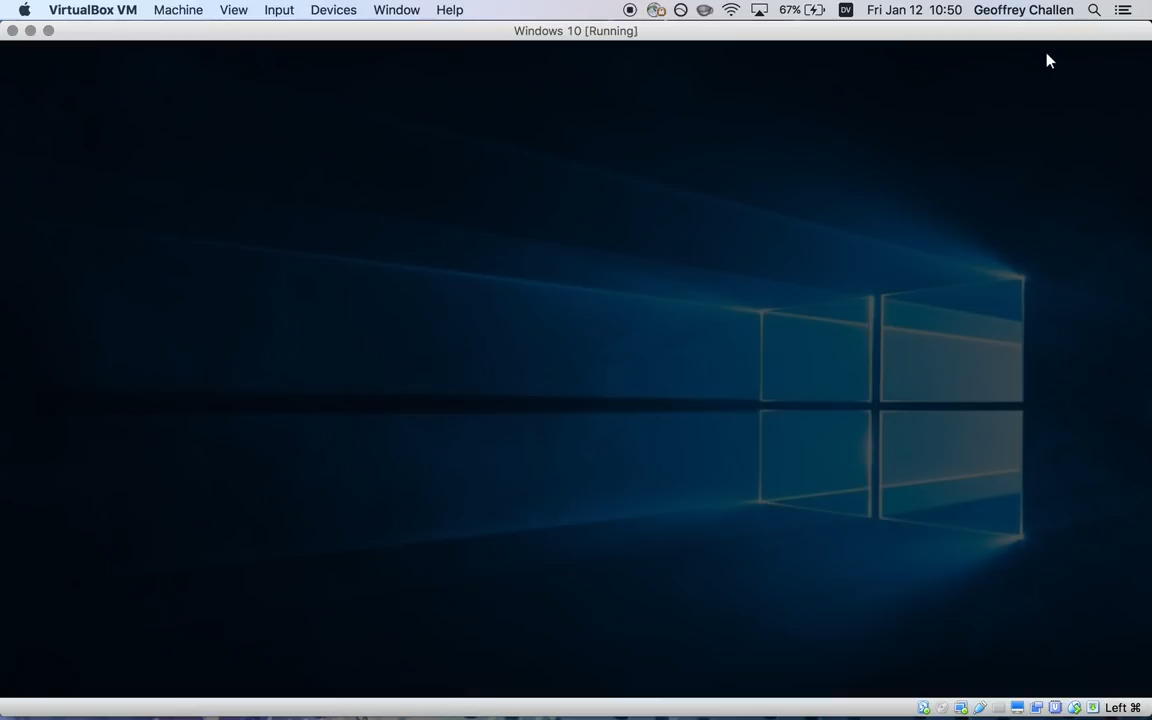 VirtualBox VM Machine View Input Devices Window Help 67% DV Fri Jan 12 10:50 Geoffrey Challen
Windows 10 [Running]
Left ⌘